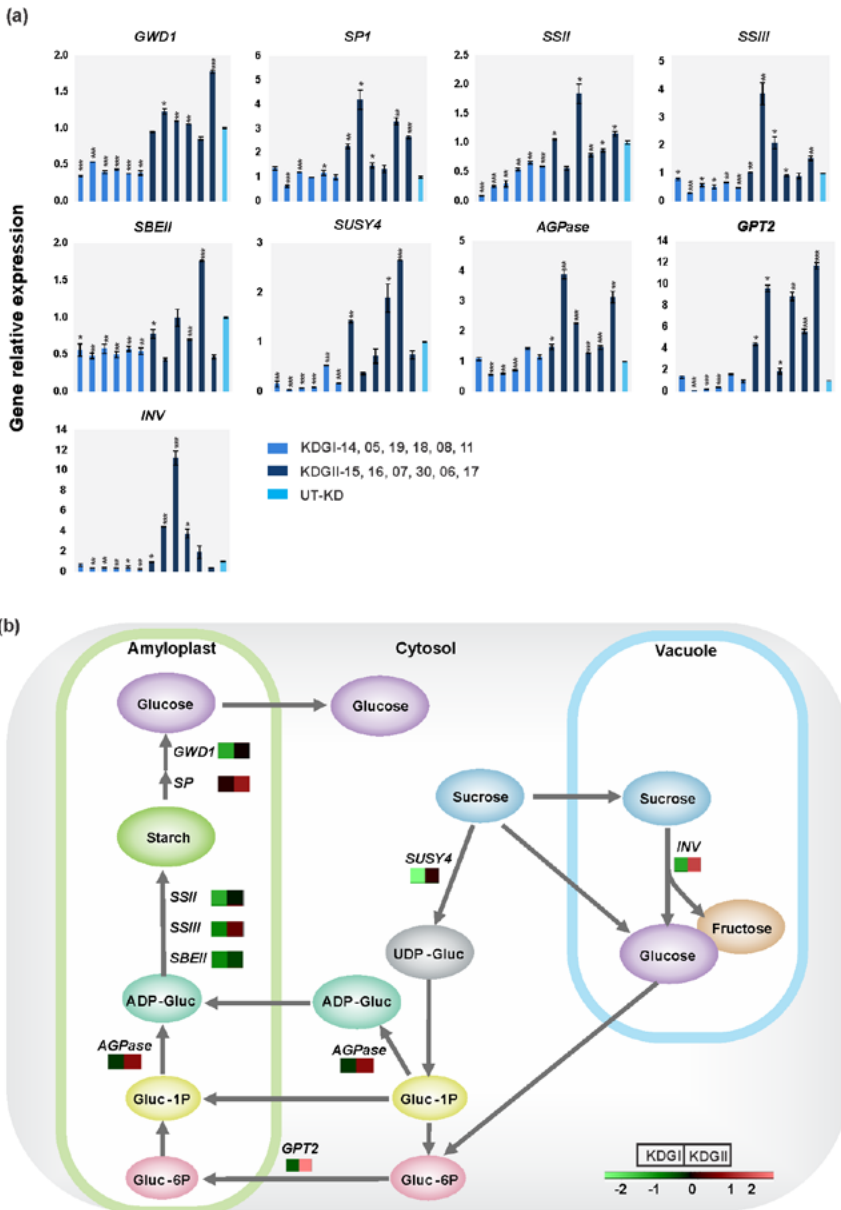 (a)
Gene relative expression
GWD1
2.0
1.5
1.0
0.5
0.0
SP1
6
5
4
3
2
1
0
SSII
2.5
2.0
1.5
1.0
0.5
0.0
SSIII
5
4
3
2
1
0
SBEII
2.0
1.5
1.0
0.5
0.0
SUSY4
3
2
1
0
AGPase
5
4
3
2
1
0
GPT2
14
12
10
8
6
4
2
0
INV
14
12
10
8
6
4
2
0
KDGI-14, 05, 19, 18, 08, 11
KDGII-15, 16, 07, 30, 06, 17
UT-KD
(b)
Amyloplast Cytosol Vacuole
Glucose Glucose
GWD1
SP
Sucrose Sucrose
Starch
SUSY4 INV
SSII
SSIII
SBEII
Fructose
UDP-Gluc Glucose
ADP-Gluc ADP-Gluc
AGPase AGPase
Gluc-1P Gluc-1P
GPT2
KDGI KDGII
Gluc-6P Gluc-6P
-2 -1 0 1 2